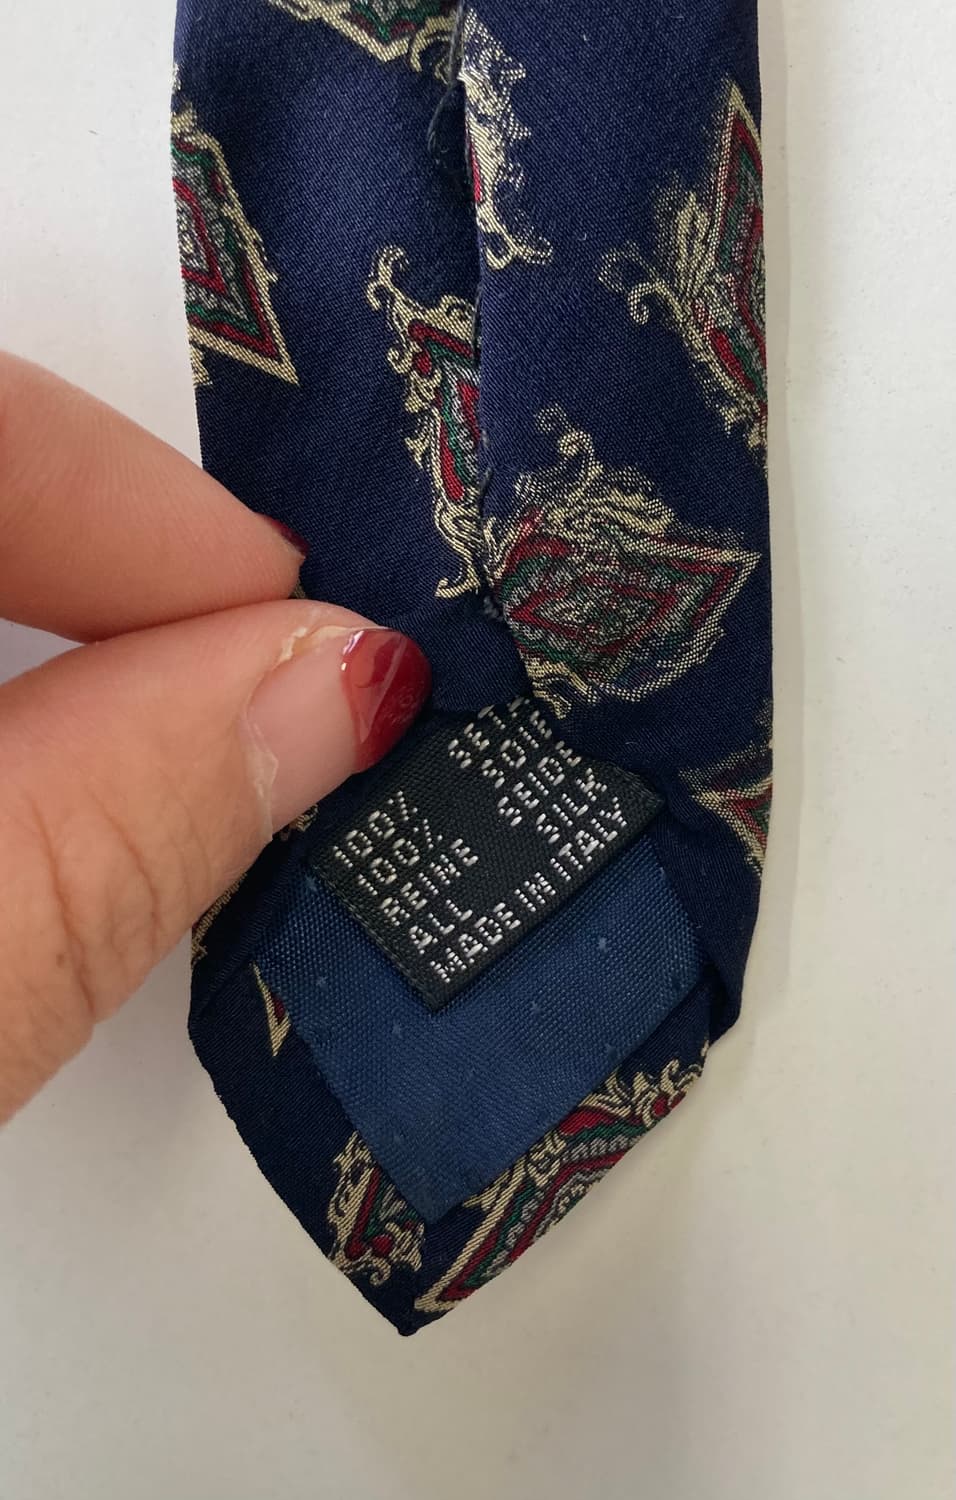 100% SETA
100% SOIE
REINE SEIDE
ALL SILK
MADE IN ITALY